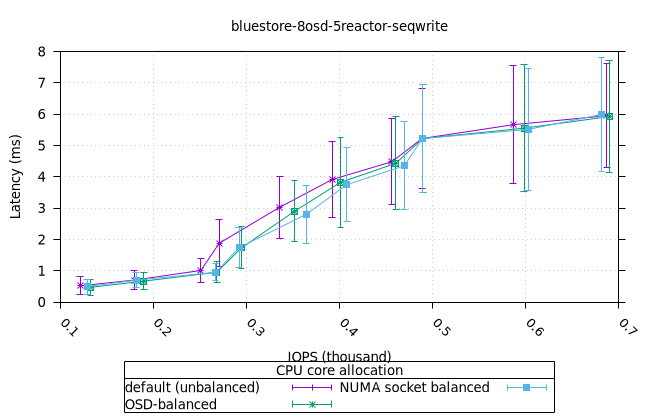 bluestore-8osd-5reactor-seqwrite
8
7
6
5
4
3
2
1
0
Latency (ms)
0.1
0.2
0.3
0.4
0.5
0.6
0.7
IOPS (thousand)
CPU core allocation
default (unbalanced)
NUMA socket balanced
OSD-balanced